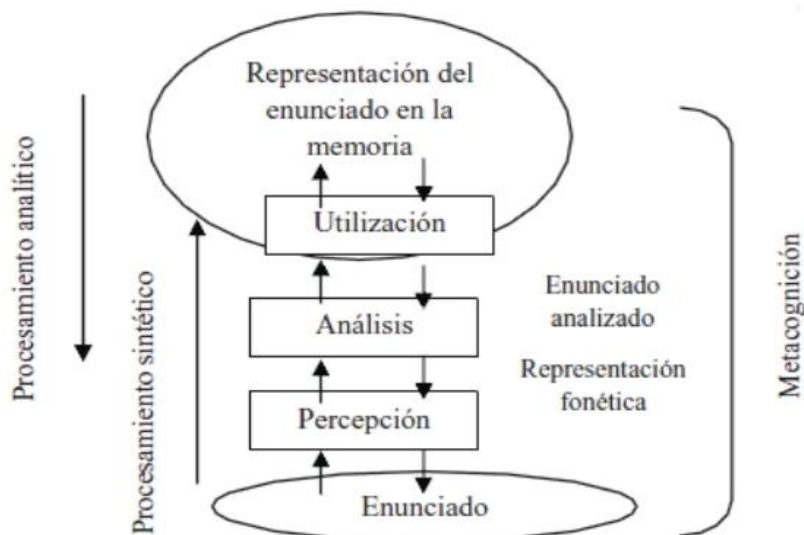 Representación del
enunciado en la
memoria
Utilización
Análisis
Percepción
Enunciado
Procesamiento analítico
Procesamiento sintético
Enunciado
analizado
Representación
fonética
Metacognición